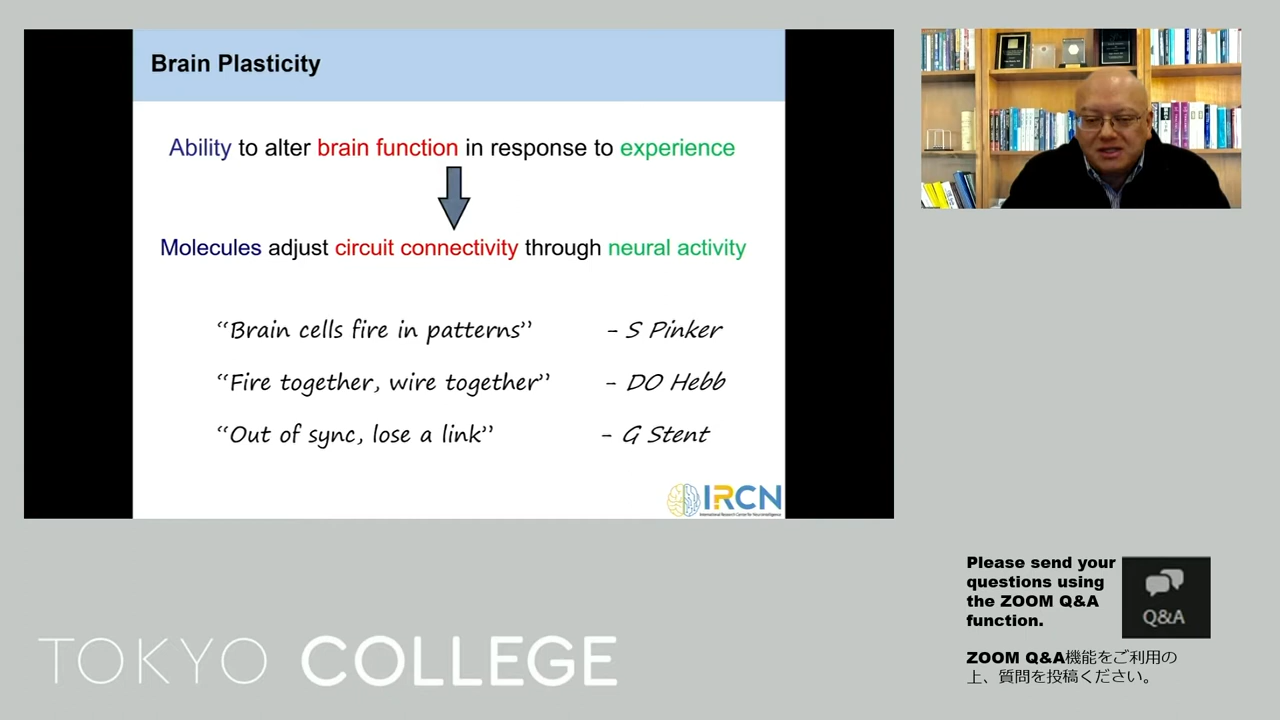 Brain Plasticity
Ability to alter brain function in response to experience
Molecules adjust circuit connectivity through neural activity
“Brain cells fire in patterns” – S Pinker
“Fire together, wire together” – DO Hebb
“Out of sync, lose a link” – G Stent
IRCN
International Research Center for Neurointelligence
Please send your
questions using
the ZOOM Q&A
function.
Q&A
ZOOM Q&A機能をご利用の
上、質問を投稿ください。
TOKYO COLLEGE